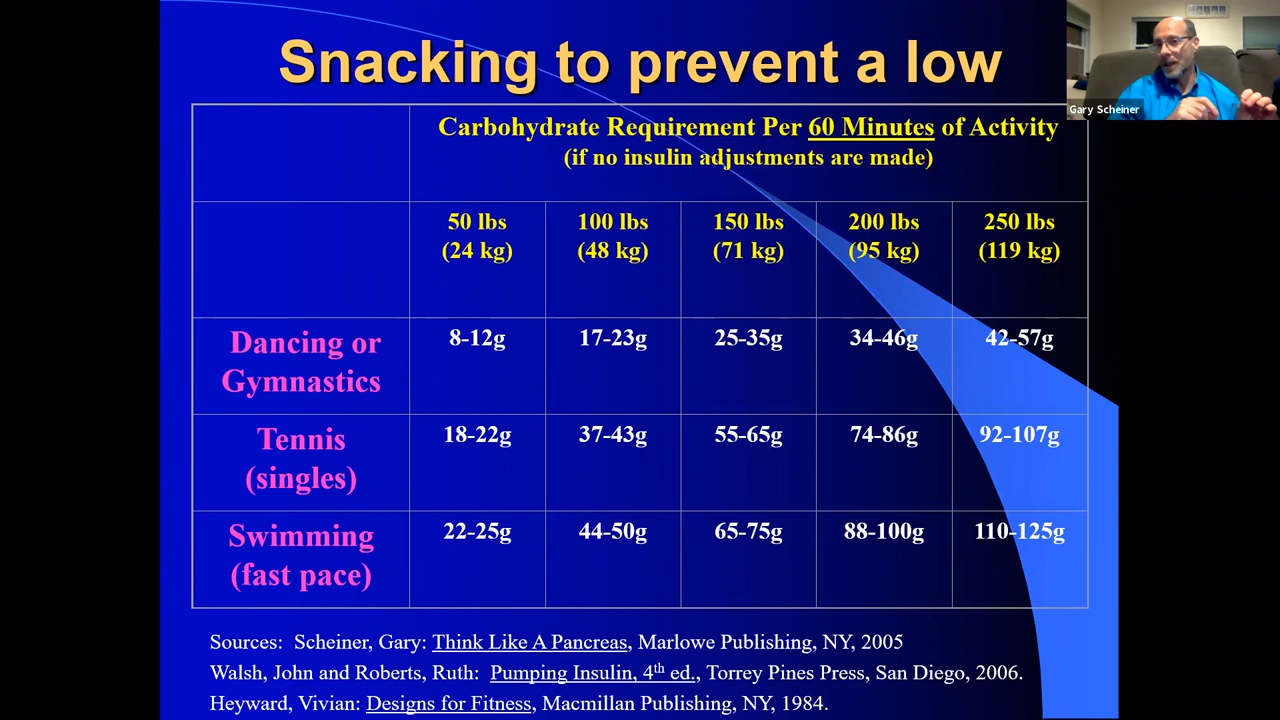 Snacking to prevent a low
Gary Scheiner
Carbohydrate Requirement Per 60 Minutes of Activity
(if no insulin adjustments are made)
50 lbs 100 lbs 150 lbs 200 lbs 250 lbs
(24 kg) (48 kg) (71 kg) (95 kg) (119 kg)
Dancing or 8-12g 17-23g 25-35g 34-46g 42-57g
Gymnastics
Tennis 18-22g 37-43g 55-65g 74-86g 92-107g
(singles)
Swimming 22-25g 44-50g 65-75g 88-100g 110-125g
(fast pace)
Sources: Scheiner, Gary: Think Like A Pancreas, Marlowe Publishing, NY, 2005
Walsh, John and Roberts, Ruth: Pumping Insulin, 4th ed., Torrey Pines Press, San Diego, 2006.
Heyward, Vivian: Designs for Fitness, Macmillan Publishing, NY, 1984.